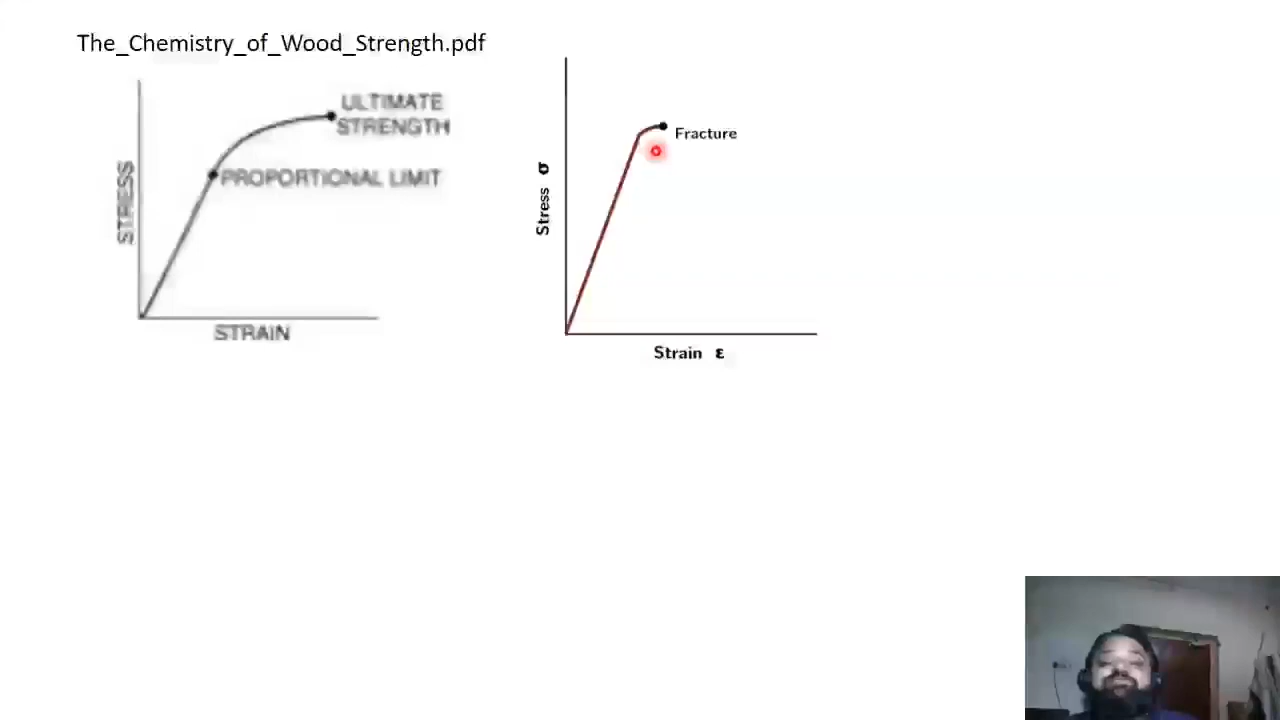 The_Chemistry_of_Wood_Strength.pdf
ULTIMATE
STRENGTH
PROPORTIONAL LIMIT
STRESS
STRAIN
Fracture
Stress σ
Strain ε